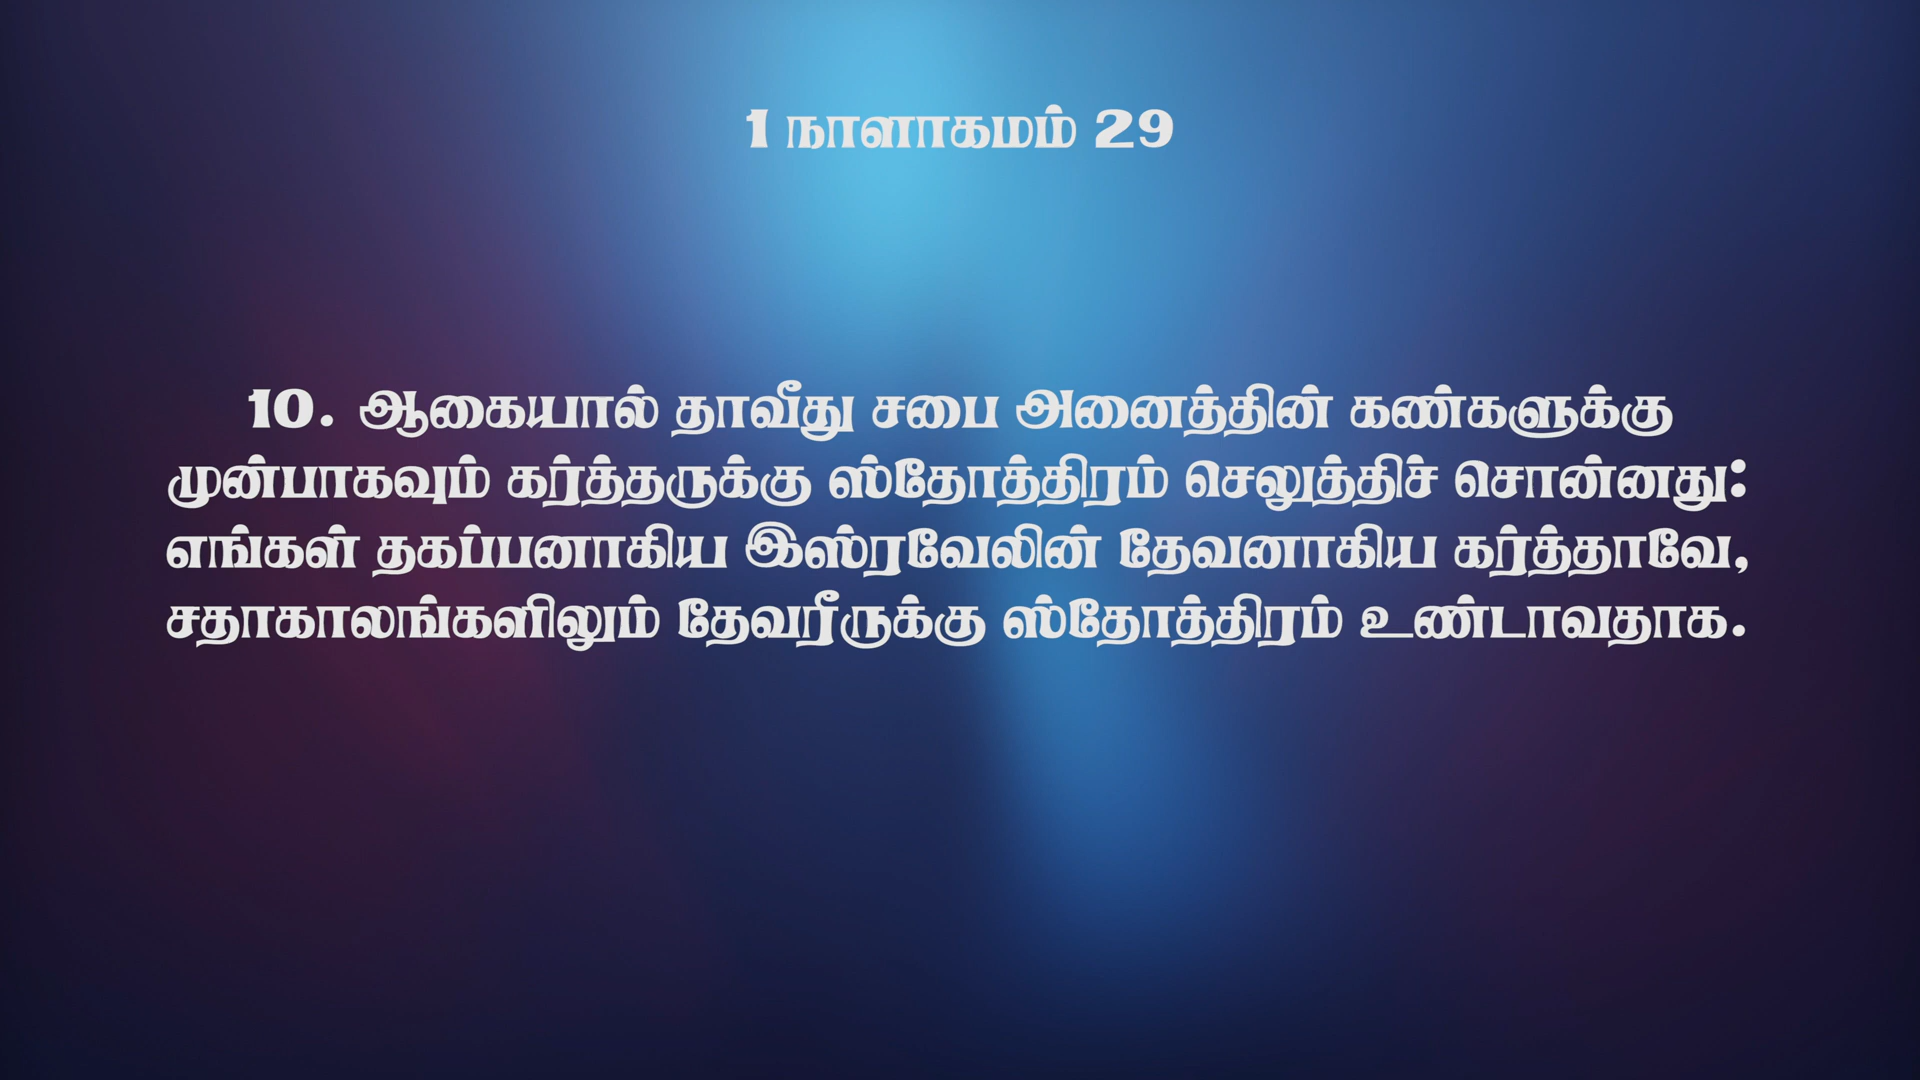 1 நாளாகமம் 29
10. ஆகையால் தாவீது சபை அனைத்தின் கண்களுக்கு
முன்பாகவும் கர்த்தருக்கு ஸ்தோத்திரம் செலுத்திச் சொன்னது:
எங்கள் தகப்பனாகிய இஸ்ரவேலின் தேவனாகிய கர்த்தாவே,
சதாகாலங்களிலும் தேவரீருக்கு ஸ்தோத்திரம் உண்டாவதாக.